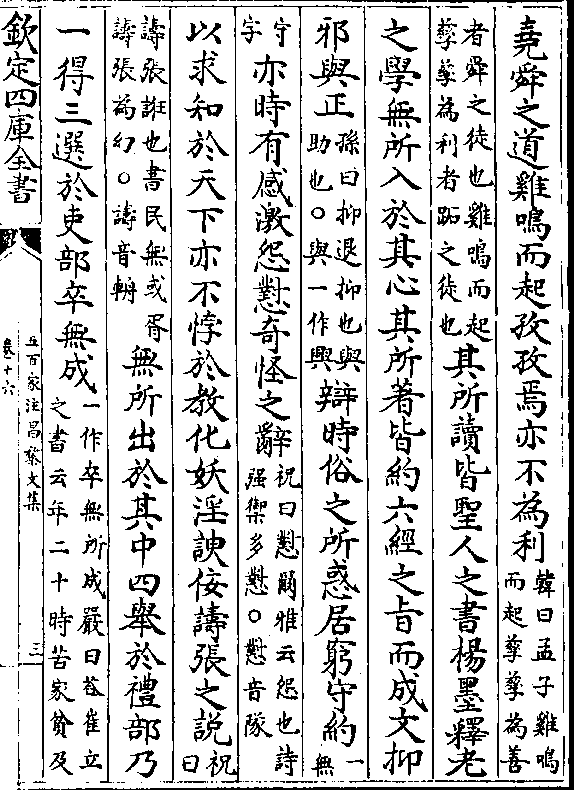 堯舜之道雞鳴而起孜孜焉亦不為利韓曰孟子雞鳴而起孳孳為善
者舜之徒也雞鳴而起孳孳為利者跖之徒也其所讀皆聖人之書楊墨釋老
之學無所入於其心其所著皆約六經之旨而成文抑
邪與正孫曰抑退抑也與助也○與一作興辯時俗之所惑居窮守約一無
守字亦時有感激怨懟奇怪之辭祝曰懟爾雅云怨也詩强禦多懟○懟音隊
以求知於天下亦不悖於教化妖淫諛佞譸張之説祝曰
譸張誑也書民無或胥譸張為幻○譸音輈無所出於其中四舉於禮部乃
一得三選於吏部卒無成一作卒無所成嚴曰荅崔立之書云年二十時苦家貧及
欽定四庫全書
五百家注昌黎文集
卷十六
三